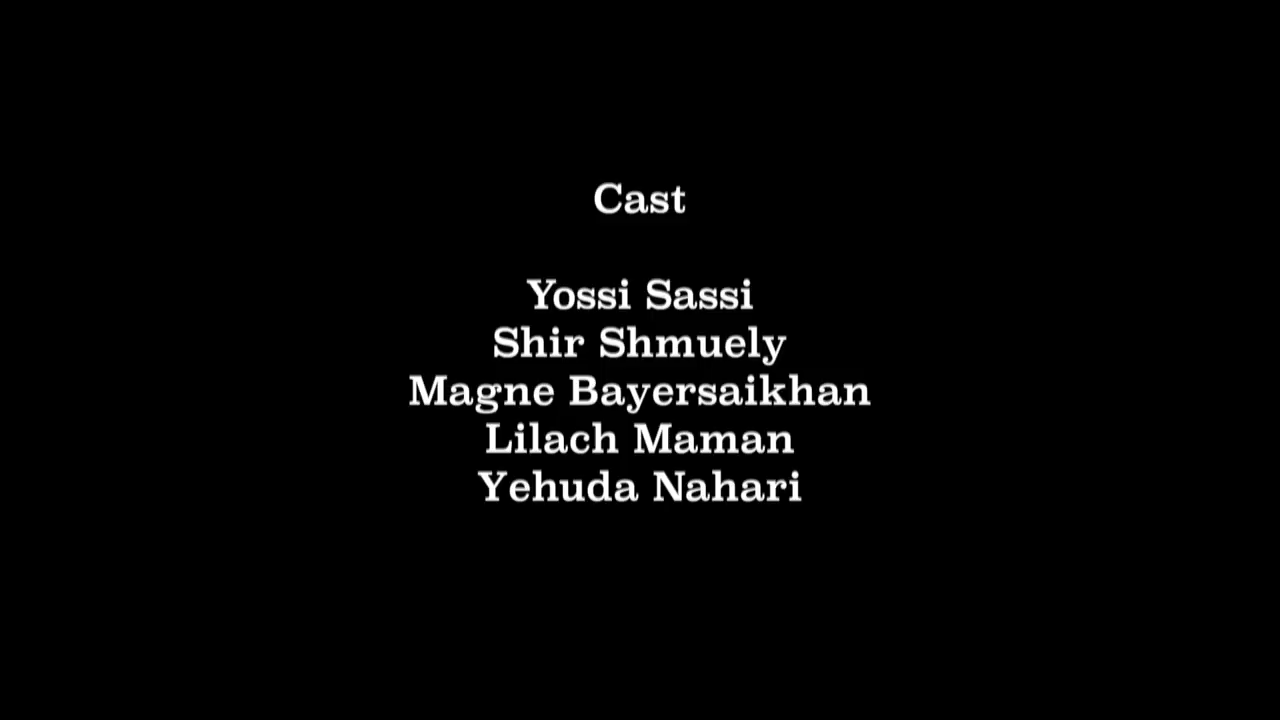 Cast
Yossi Sassi
Shir Shmuely
Magne Bayersaikhan
Lilach Maman
Yehuda Nahari